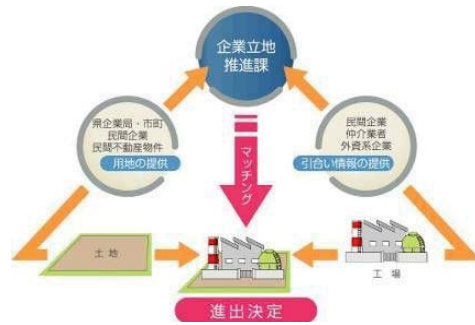 企業立地
推進課
県企業局・市町
民間企業
民間不動産物件
用地の提供
民間企業
仲介業者
外資系企業
引合い情報の提供
マッチング
土地
工場
進出決定